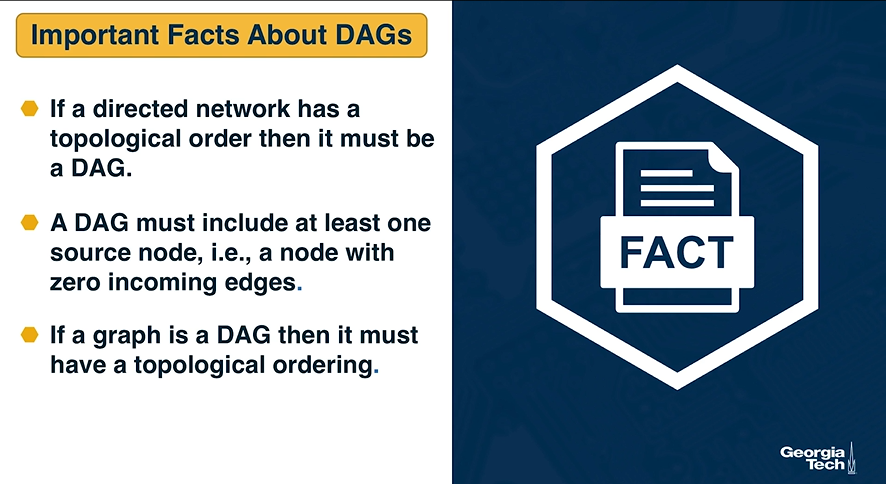 Important Facts About DAGs
If a directed network has a
topological order then it must be
a DAG.
A DAG must include at least one
source node, i.e., a node with
zero incoming edges.
If a graph is a DAG then it must
have a topological ordering.
FACT
Georgia
Tech